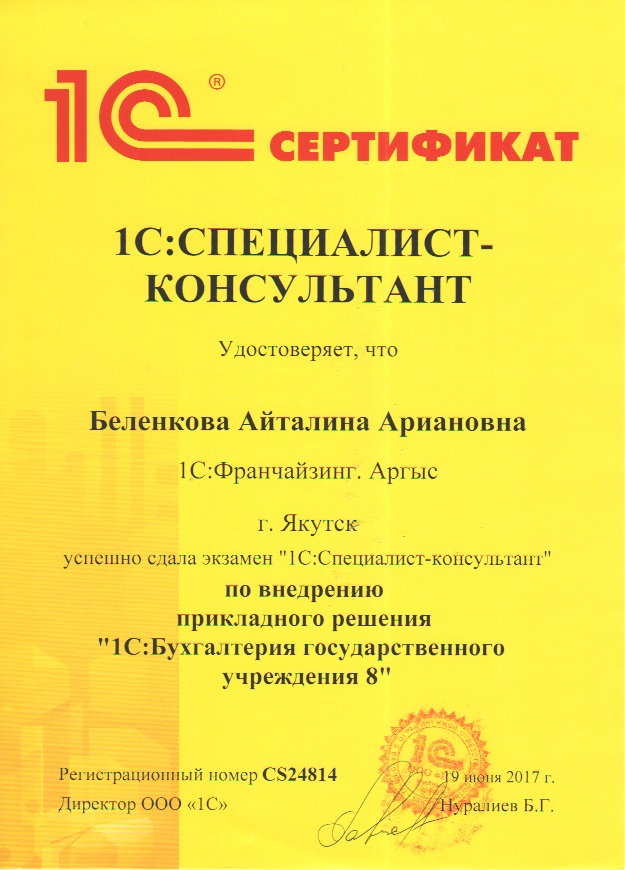 1С® СЕРТИФИКАТ
1С:СПЕЦИАЛИСТ-
КОНСУЛЬТАНТ
Удостоверяет, что
Беленкова Айталина Ариановна
1С:Франчайзинг. Аргыс
г. Якутск
успешно сдала экзамен "1С:Специалист-консультант"
по внедрению
прикладного решения
"1С:Бухгалтерия государственного
учреждения 8"
1С
Регистрационный номер CS24814
19 июня 2017 г.
Директор ООО «1С»
Нуралиев Б.Г.